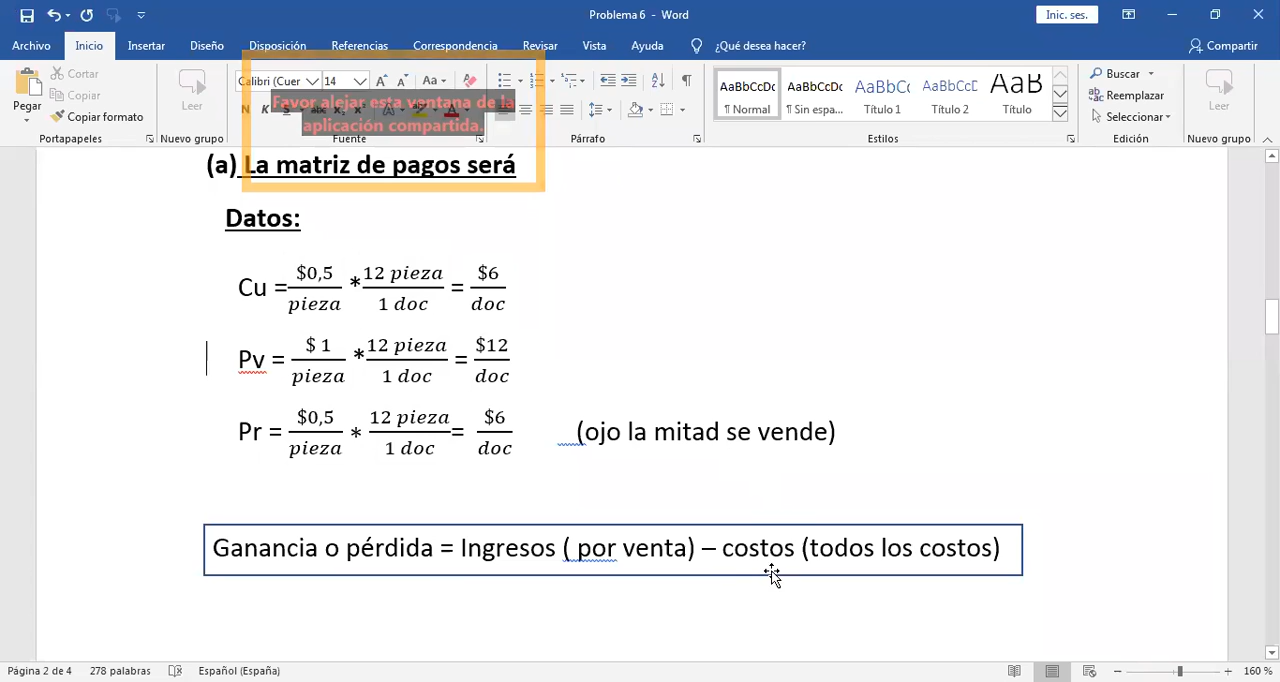 Problema 6 - Word
Inic. ses.
Archivo Inicio Insertar Diseño Disposición Referencias Correspondencia Revisar Vista Ayuda ¿Qué desea hacer? Compartir
Pegar
Cortar
Copiar
Copiar formato
Portapapeles
Leer
Nuevo grupo
Calibri (Cuer 14
Favor alejar esta ventana de la
aplicación compartida.
Fuente
Párrafo
AaBbCcDc AaBbCcDc AaBbCc AaBbCcD AaB
¶ Normal ¶ Sin espa... Título 1 Título 2 Título
Estilos
Buscar
Reemplazar
Seleccionar
Edición
Leer
Nuevo grupo
(a) La matriz de pagos será
Datos:
Cu = $0,5/pieza * 12 pieza/1 doc = $6/doc
Pv = $ 1/pieza * 12 pieza/1 doc = $12/doc
Pr = $0,5/pieza * 12 pieza/1 doc = $6/doc (ojo la mitad se vende)
Ganancia o pérdida = Ingresos ( por venta) – costos (todos los costos)
Página 2 de 4 278 palabras Español (España) 160 %